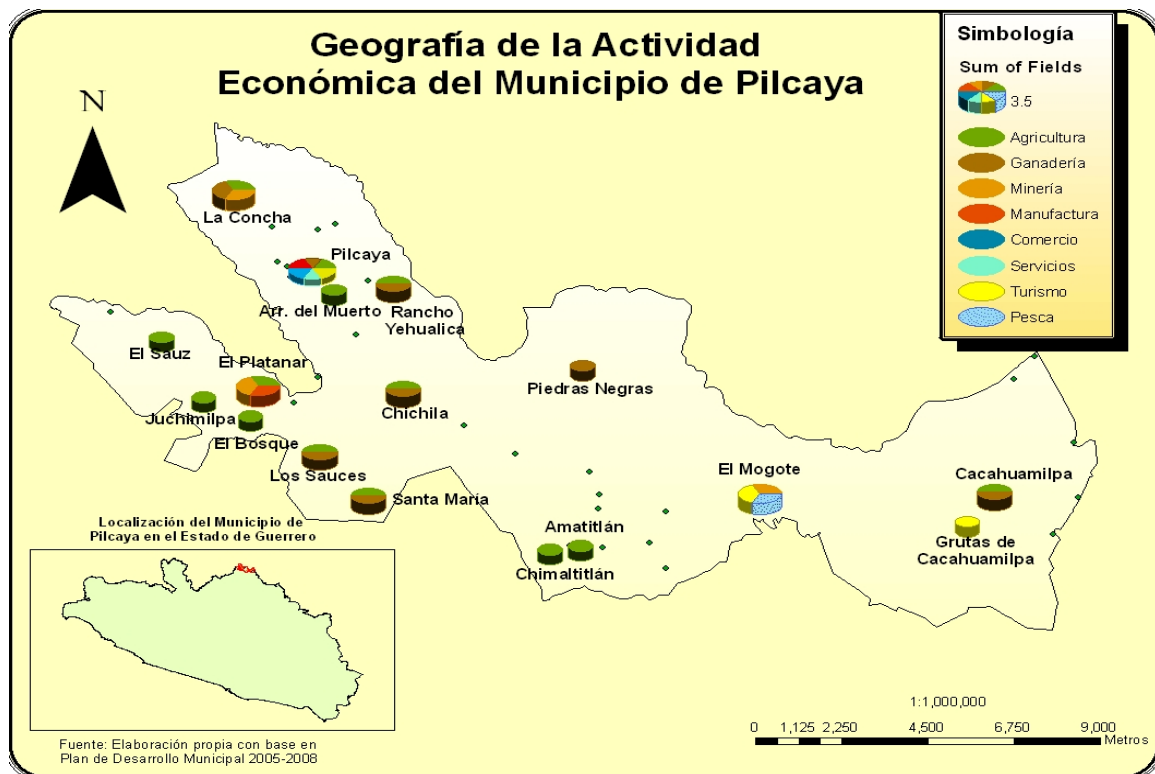 Geografía de la Actividad
Económica del Municipio de Pilcaya
N
Simbología
Sum of Fields
3.5
Agricultura
Ganadería
Minería
Manufactura
Comercio
Servicios
Turismo
Pesca
La Concha
Pilcaya
Arr. del Muerto
Rancho
Yehualica
El Sauz
El Platanar
Juchimilpa
El Bosque
Chichila
Piedras Negras
Los Sauces
Santa María
El Mogote
Cacahuamilpa
Grutas de
Cacahuamilpa
Amatitlán
Chimaltitlán
Localización del Municipio de
Pilcaya en el Estado de Guerrero
Fuente: Elaboración propia con base en
Plan de Desarrollo Municipal 2005-2008
1:1,000,000
0 1,125 2,250 4,500 6,750 9,000
Metros